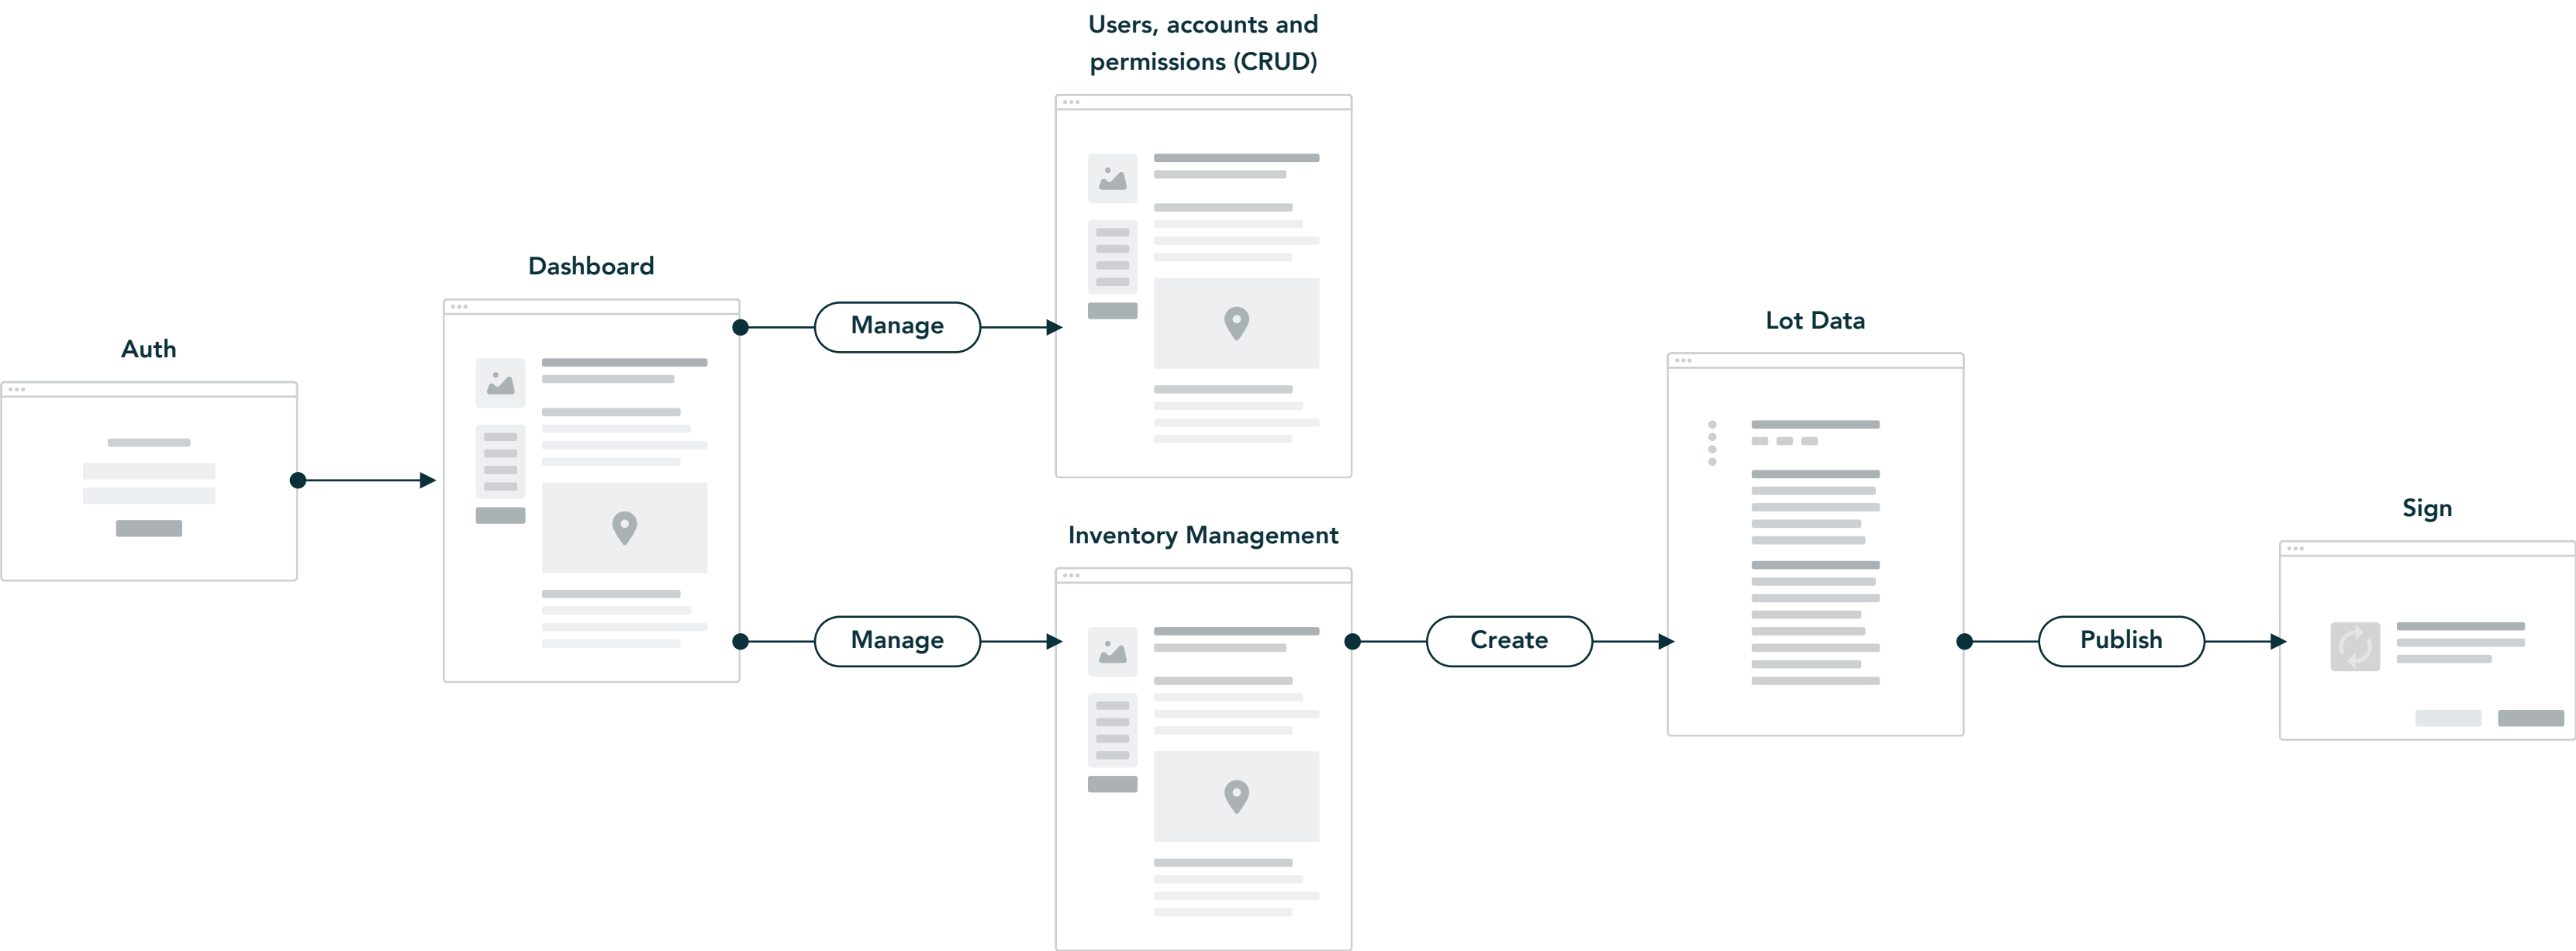 Users, accounts and
permissions (CRUD)
Dashboard
Manage
Auth
Lot Data
Inventory Management
Sign
Manage
Create
Publish